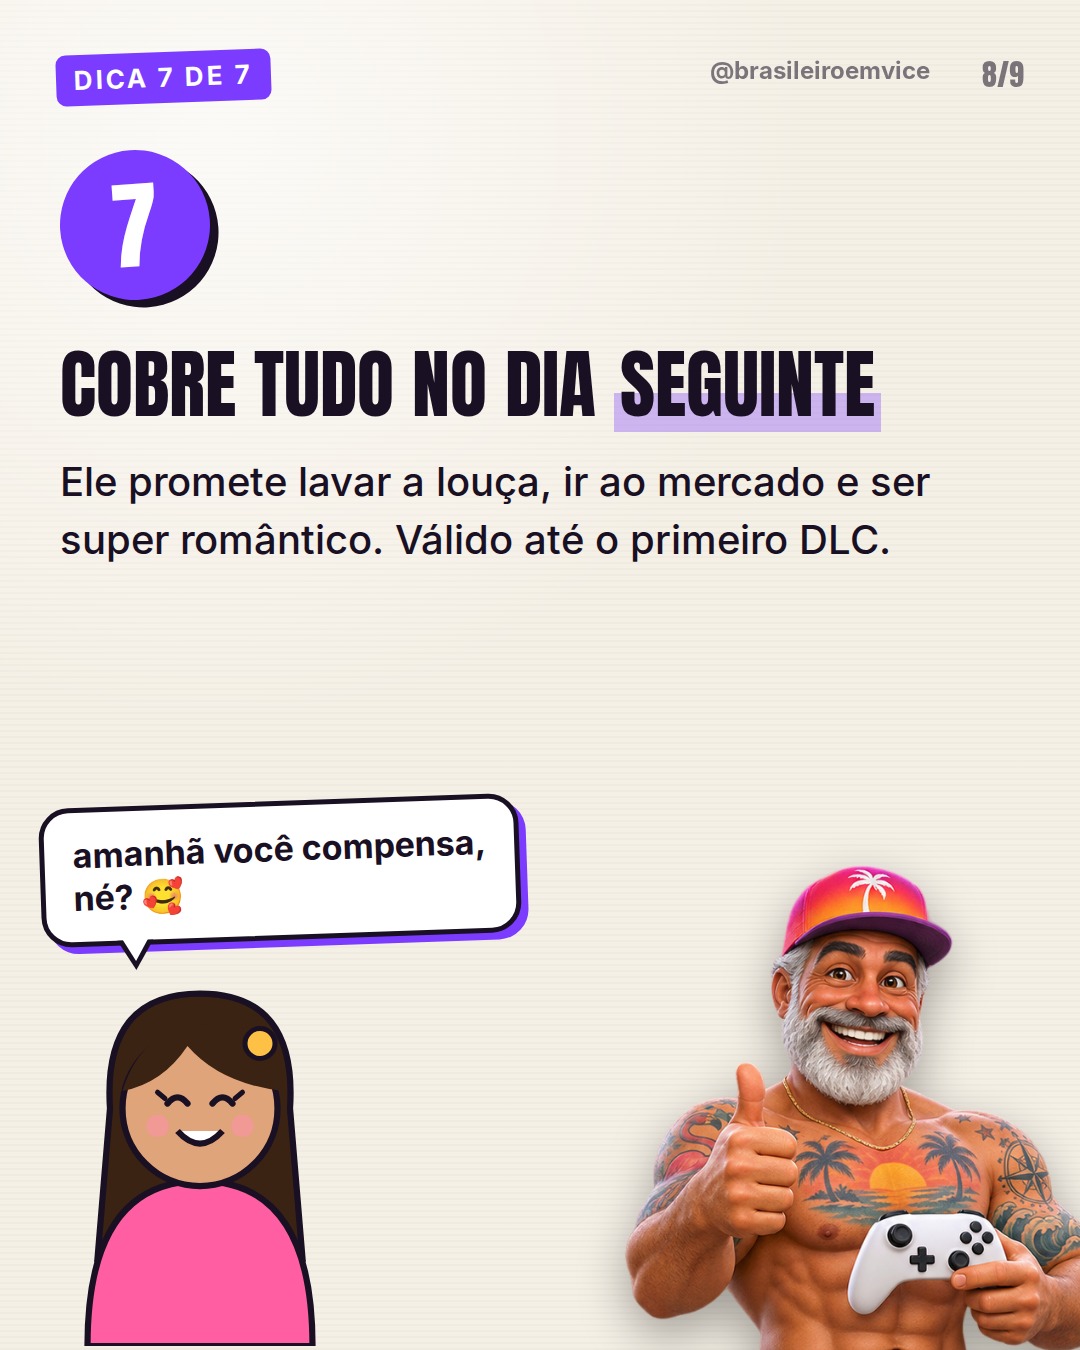 DICA 7 DE 7
@brasileiroemvice
8/9
7
COBRE TUDO NO DIA SEGUINTE
Ele promete lavar a louça, ir ao mercado e ser
super romântico. Válido até o primeiro DLC.
amanhã você compensa,
né? 🥰